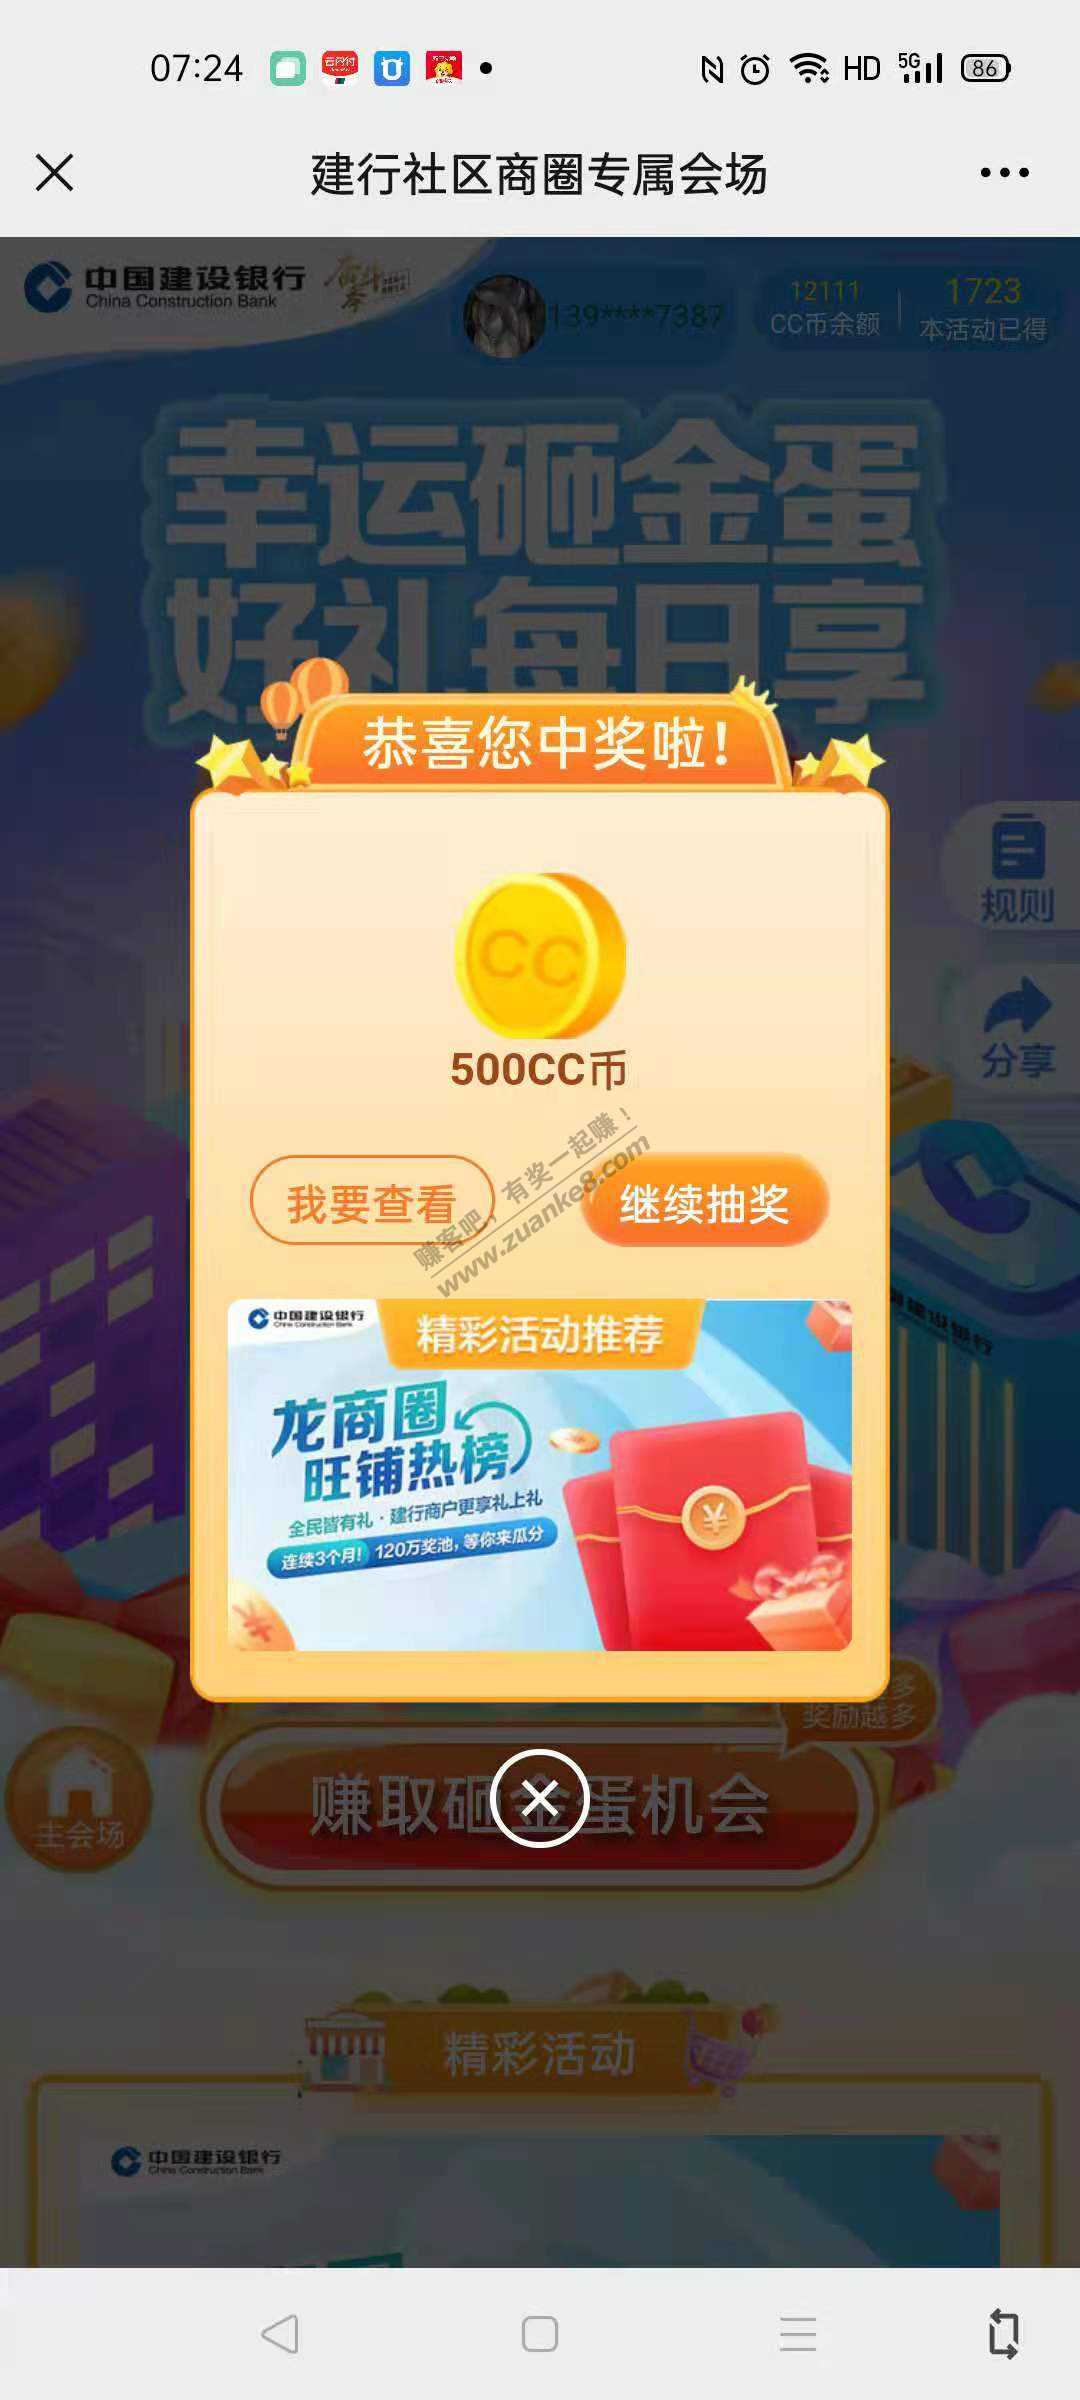 07:24
云闪付
HD
5G
86
建行社区商圈专属会场
中国建设银行
China Construction Bank
139****7387
12111
CC币余额
1723
本活动已得
幸运砸金蛋
好礼每日享
恭喜您中奖啦!
规则
分享
500CC币
我要查看
继续抽奖
赚客吧，有奖一起赚！
www.zuanke8.com
中国建设银行
China Construction Bank
精彩活动推荐
龙商圈
旺铺热榜
全民皆有礼·建行商户更享礼上礼
连续3个月! 120万奖池, 等你来瓜分
多
奖励越多
赚取砸金蛋机会
主会场
精彩活动
中国建设银行
China Construction Bank